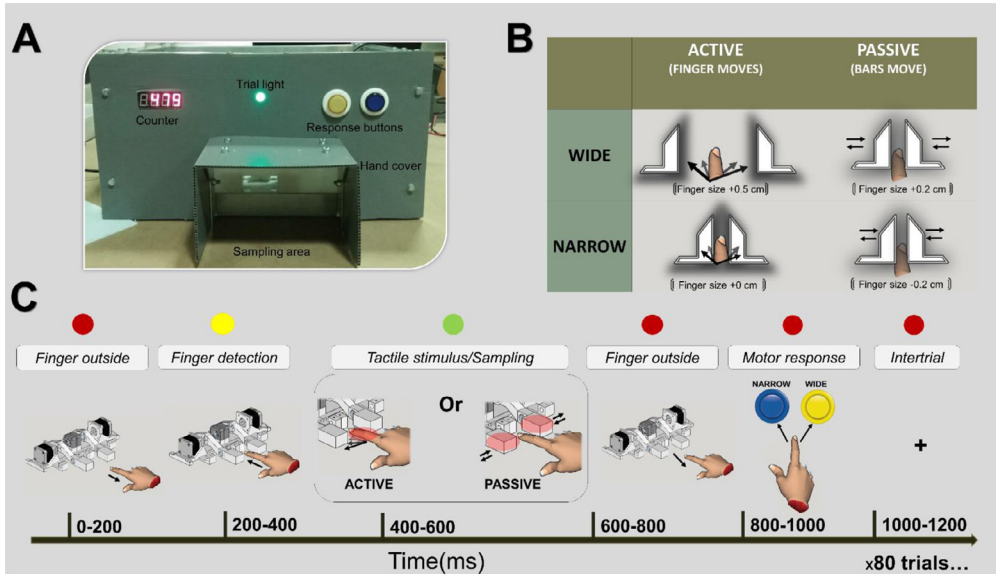 A
479
Trial light
Counter
Response buttons
Hand cover
Sampling area
B
ACTIVE
(FINGER MOVES)
PASSIVE
(BARS MOVE)
WIDE
(Finger size +0.5 cm)
(Finger size +0.2 cm)
NARROW
(Finger size +0 cm)
(Finger size -0.2 cm)
C
Finger outside
Finger detection
Tactile stimulus/Sampling
Finger outside
Motor response
Intertrial
NARROW
WIDE
Or
ACTIVE
PASSIVE
+
0-200
200-400
400-600
600-800
800-1000
1000-1200
Time(ms)
x80 trials...